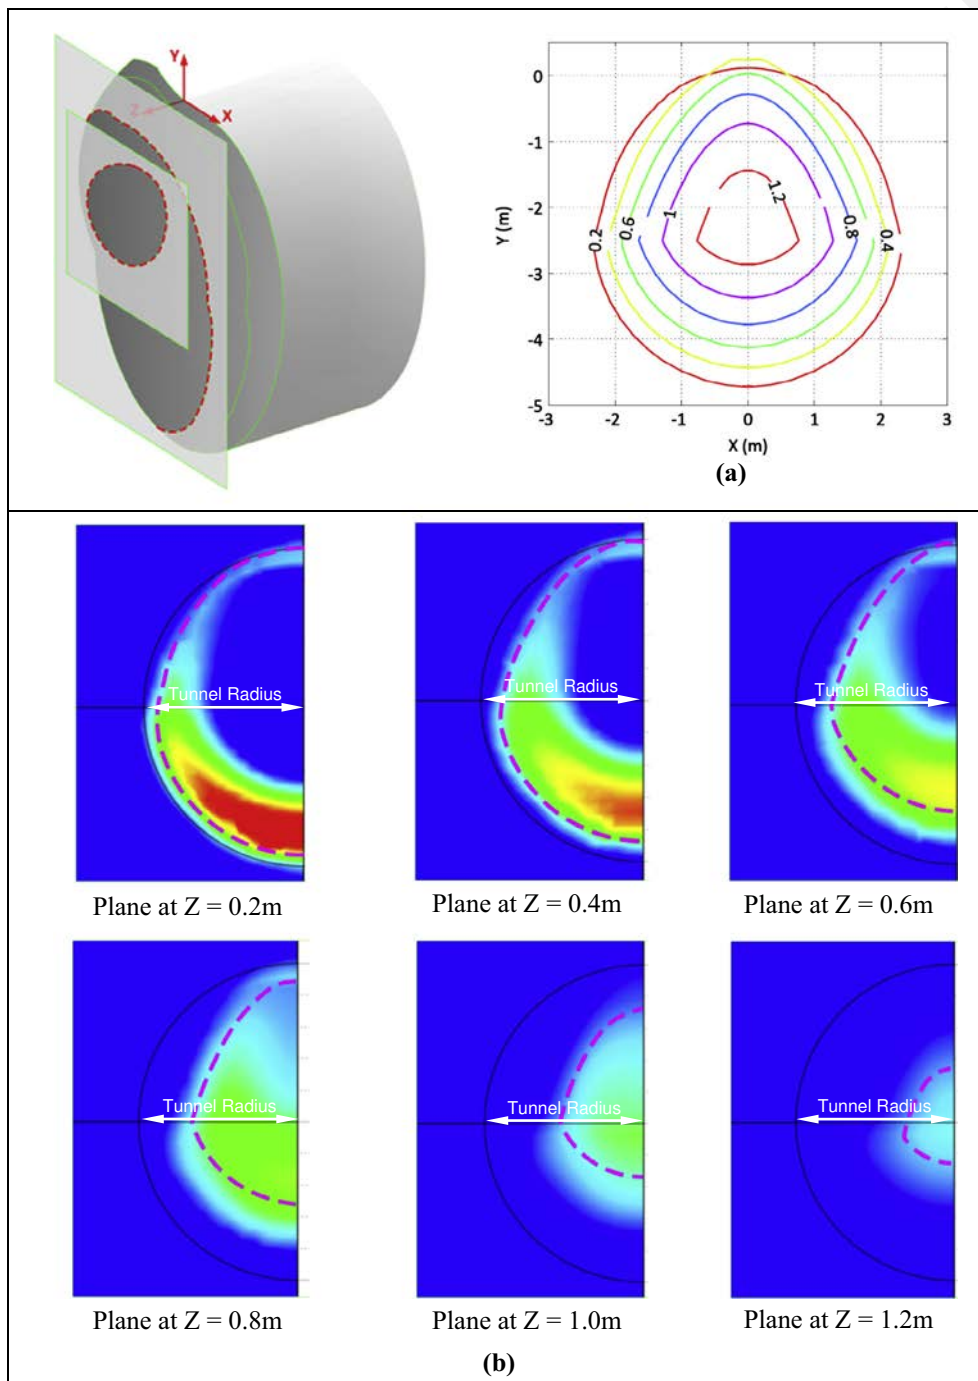 Y
Z
X
0
-1
-2
-3
-4
-5
Y (m)
1.2
1
0.8
0.6
0.4
0.2
-3 -2 -1 0 1 2 3
X (m)
(a)
Tunnel Radius
Tunnel Radius
Tunnel Radius
Plane at Z = 0.2m
Plane at Z = 0.4m
Plane at Z = 0.6m
Tunnel Radius
Tunnel Radius
Tunnel Radius
Plane at Z = 0.8m
Plane at Z = 1.0m
Plane at Z = 1.2m
(b)